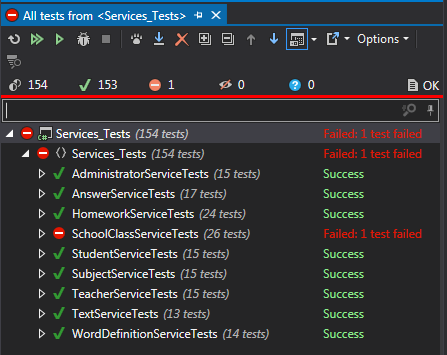 All tests from <Services_Tests>
Options
154 153 1 0 0 OK
Services_Tests (154 tests) Failed: 1 test failed
Services_Tests (154 tests) Failed: 1 test failed
AdministratorServiceTests (15 tests) Success
AnswerServiceTests (17 tests) Success
HomeworkServiceTests (24 tests) Success
SchoolClassServiceTests (26 tests) Failed: 1 test failed
StudentServiceTests (15 tests) Success
SubjectServiceTests (15 tests) Success
TeacherServiceTests (15 tests) Success
TextServiceTests (13 tests) Success
WordDefinitionServiceTests (14 tests) Success